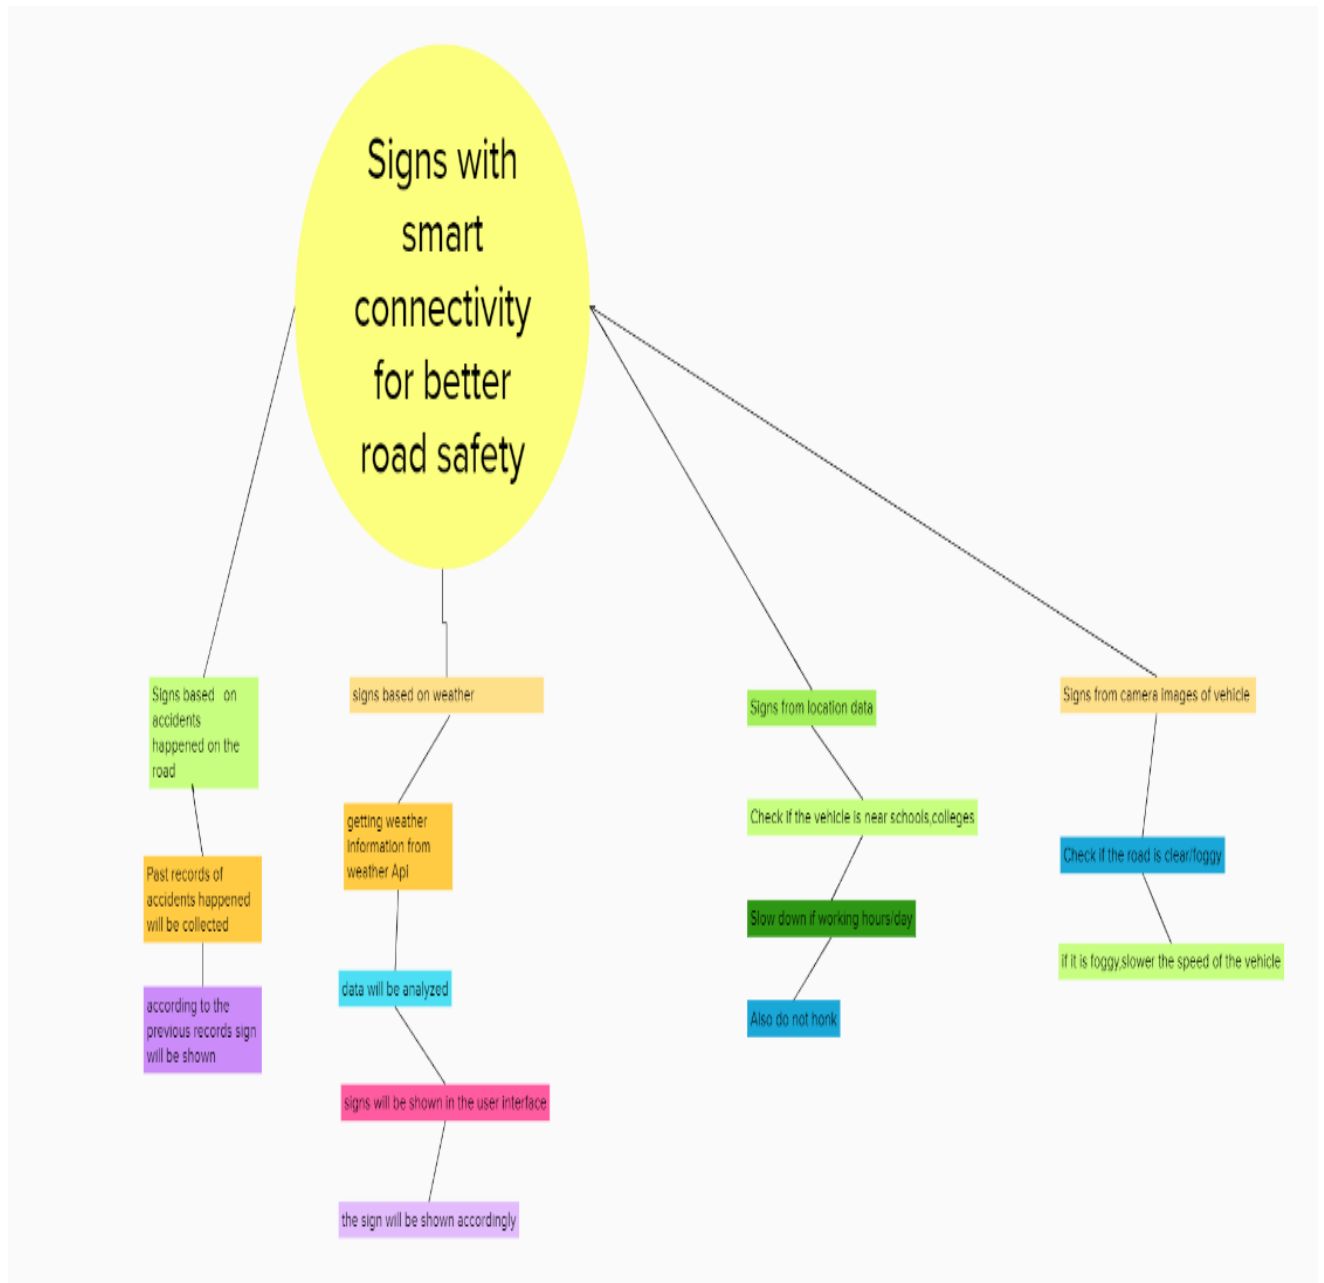 Signs with
smart
connectivity
for better
road safety
Signs based on
accidents
happened on the
road
Past records of
accidents happened
will be collected
according to the
previous records sign
will be shown
signs based on weather
getting weather
information from
weather Api
data will be analyzed
signs will be shown in the user interface
the sign will be shown accordingly
Signs from location data
Check if the vehicle is near schools,colleges
Slow down if working hours/day
Also do not honk
Signs from camera images of vehicle
Check if the road is clear/foggy
if it is foggy,slower the speed of the vehicle